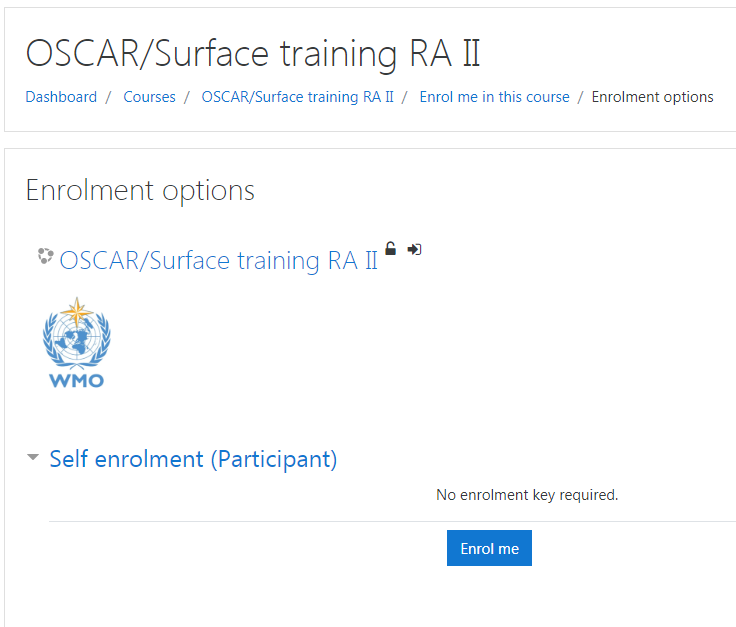 OSCAR/Surface training RA II
Dashboard / Courses / OSCAR/Surface training RA II / Enrol me in this course / Enrolment options
Enrolment options
OSCAR/Surface training RA II
WMO
Self enrolment (Participant)
No enrolment key required.
Enrol me